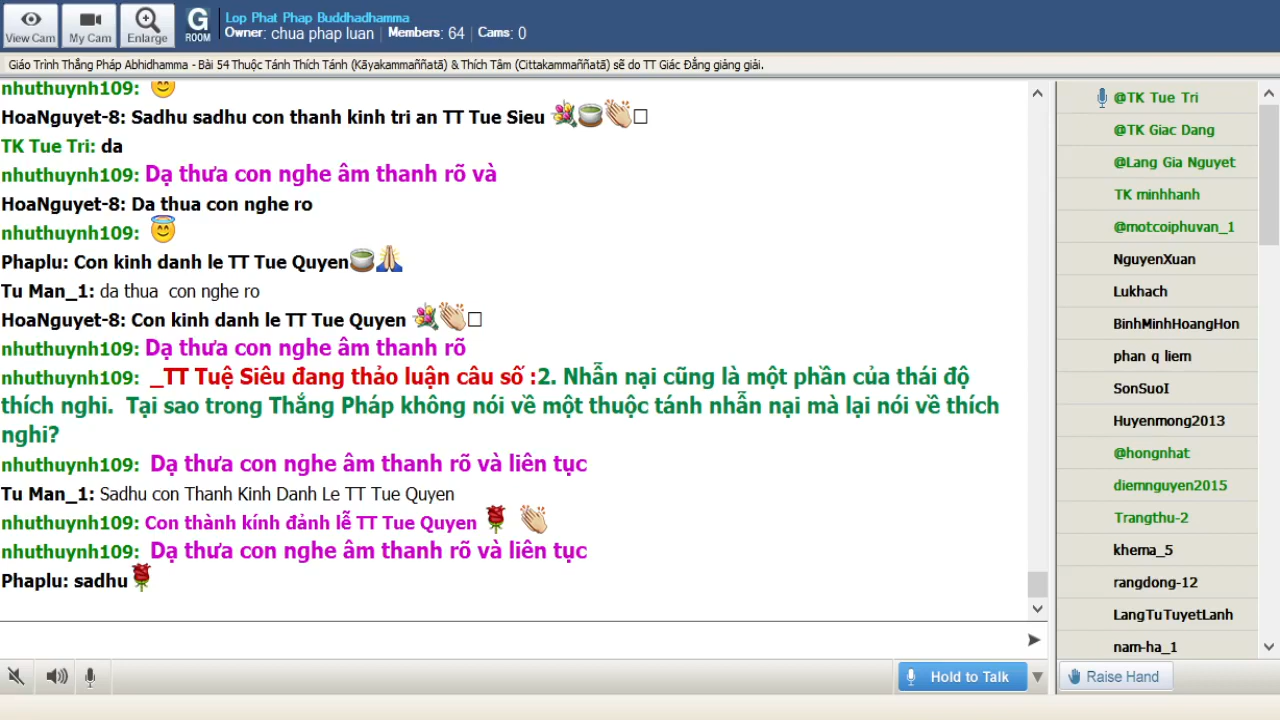 View Cam
My Cam
Enlarge
G
ROOM
Lop Phat Phap Buddhadhamma
Owner: chua phap luan
Members: 64
Cams: 0
Giáo Trình Thắng Pháp Abhidhamma - Bài 54 Thuộc Tánh Thích Tánh (Kāyakammaññatā) & Thích Tâm (Cittakammaññatā) sẽ do TT Giác Đẳng giảng giải.
nhuthuynh109:
HoaNguyet-8: Sadhu sadhu con thanh kinh tri an TT Tue Sieu
TK Tue Tri: da
nhuthuynh109: Dạ thưa con nghe âm thanh rõ và
HoaNguyet-8: Da thua con nghe ro
nhuthuynh109:
Phaplu: Con kinh danh le TT Tue Quyen
Tu Man_1: da thua  con nghe ro
HoaNguyet-8: Con kinh danh le TT Tue Quyen
nhuthuynh109: Dạ thưa con nghe âm thanh rõ
nhuthuynh109:  _TT Tuệ Siêu đang thảo luận câu số :2. Nhẫn nại cũng là một phần của thái độ
thích nghi.  Tại sao trong Thắng Pháp không nói về một thuộc tánh nhẫn nại mà lại nói về thích
nghi?
nhuthuynh109:  Dạ thưa con nghe âm thanh rõ và liên tục
Tu Man_1: Sadhu con Thanh Kinh Danh Le TT Tue Quyen
nhuthuynh109: Con thành kính đảnh lễ TT Tue Quyen
nhuthuynh109:  Dạ thưa con nghe âm thanh rõ và liên tục
Phaplu: sadhu
@TK Tue Tri
@TK Giac Dang
@Lang Gia Nguyet
TK minhhanh
@motcoiphuvan_1
NguyenXuan
Lukhach
BinhMinhHoangHon
phan q liem
SonSuoI
Huyenmong2013
@hongnhat
diemnguyen2015
Trangthu-2
khema_5
rangdong-12
LangTuTuyetLanh
nam-ha_1
Hold to Talk
Raise Hand